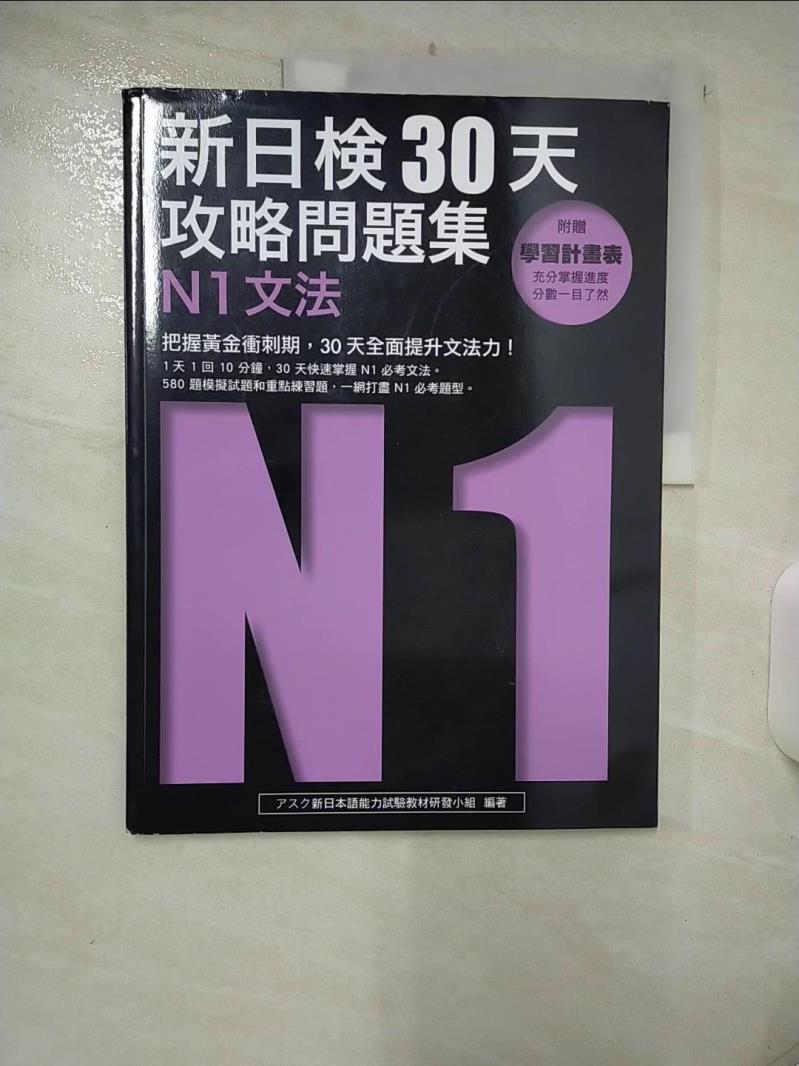 新日檢30天
攻略問題集
N1文法
附贈
學習計畫表
充分掌握進度
分數一目了然
把握黃金衝刺期，30天全面提升文法力！
1天1回10分鐘，30天快速掌握N1必考文法。
580題模擬試題和重點練習題，一網打盡N1必考題型。
N1
アスク新日本語能力試驗教材研發小組 編著